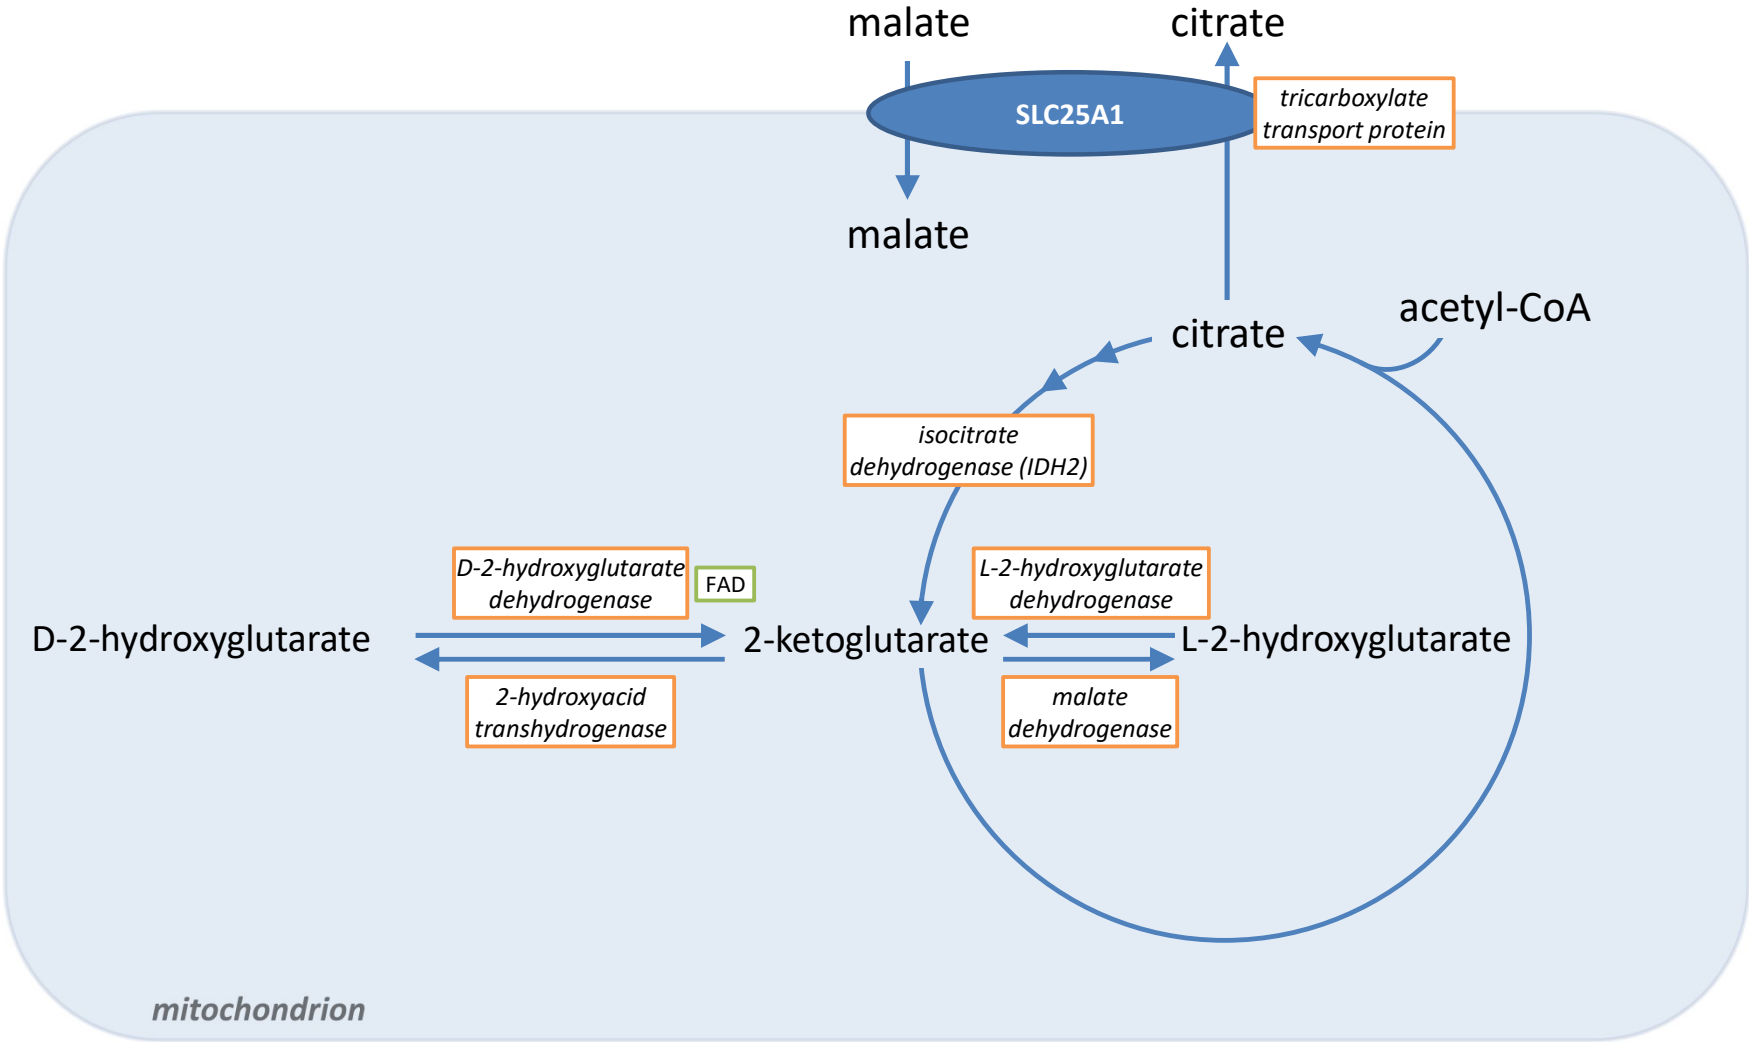 malate
citrate
SLC25A1
tricarboxylate
transport protein
malate
acetyl-CoA
citrate
isocitrate
dehydrogenase (IDH2)
D-2-hydroxyglutarate
dehydrogenase
FAD
L-2-hydroxyglutarate
dehydrogenase
D-2-hydroxyglutarate
2-ketoglutarate
L-2-hydroxyglutarate
2-hydroxyacid
transhydrogenase
malate
dehydrogenase
mitochondrion